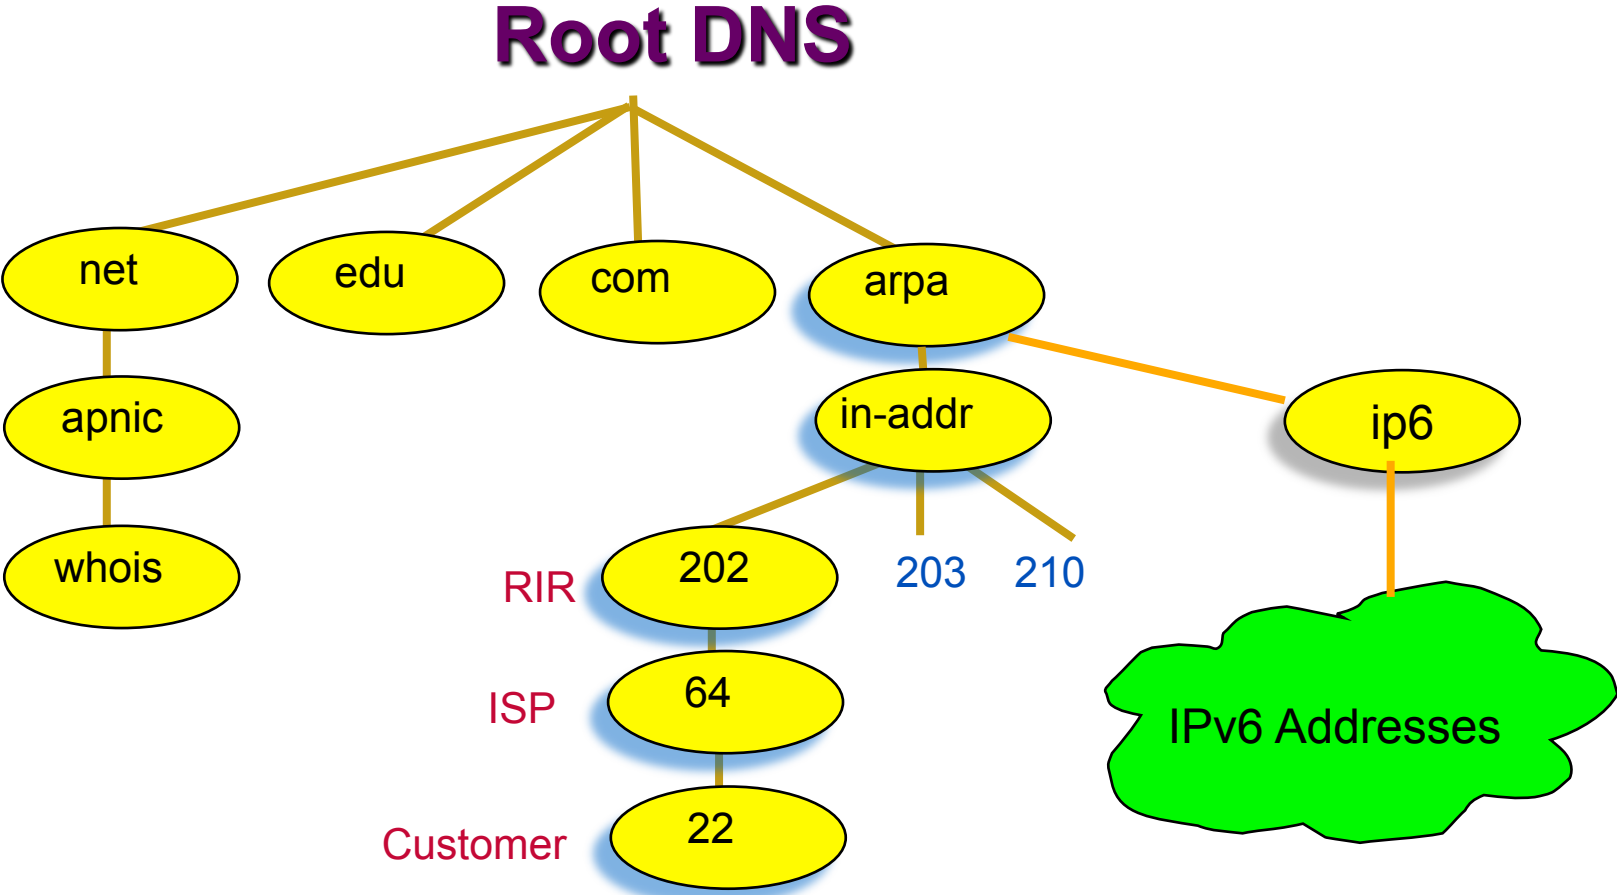 Root DNS
net
edu
com
arpa
apnic
in-addr
ip6
whois
RIR
202
203
210
ISP
64
IPv6 Addresses
Customer
22